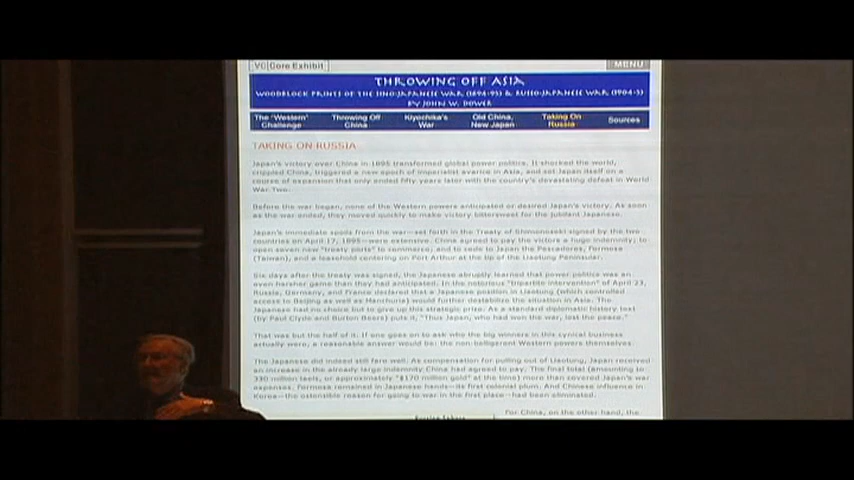 VC|Core Exhibit
MENU
THROWING OFF ASIA
WOODBLOCK PRINTS OF THE SINO-JAPANESE WAR (1894-95) & RUSSO-JAPANESE WAR (1904-5)
BY JOHN W. DOWER
The "Western" Challenge
Throwing Off China
Kiyochika's War
Old China, New Japan
Taking On Russia
Sources
TAKING ON RUSSIA
Japan's victory over China in 1895 transformed global power politics. It shocked the world,
crippled China, triggered a new epoch of imperialist avarice in Asia, and set Japan itself on a
course of expansion that only ended fifty years later with the country's devastating defeat in World
War Two.
Before the war began, none of the Western powers anticipated or desired Japan's victory. As soon
as the war ended, they moved quickly to make victory bittersweet for the jubilant Japanese.
Japan's immediate spoils from the war—set forth in the Treaty of Shimonoseki signed by the two
countries on April 17, 1895—were extensive. China agreed to pay the victors a huge indemnity; to
open seven new "treaty ports" to commerce; and to cede to Japan the Pescadores, Formosa
(Taiwan), and a leasehold centering on Port Arthur at the tip of the Liaotung Peninsular.
Six days after the treaty was signed, the Japanese abruptly learned that power politics was an
even harsher game than they had anticipated. In the notorious "tripartite intervention" of April 23,
Russia, Germany, and France declared that a Japanese position in Liaotung (which controlled
access to Beijing as well as Manchuria) would further destabilize the situation in Asia. The
Japanese had no choice but to give up this strategic prize. As a standard diplomatic history text
(by Paul Clyde and Burton Beers) puts it, "Thus Japan, who had won the war, lost the peace."
That was but the half of it. If one goes on to ask who the big winners in this cynical business
actually were, a reasonable answer would be: the non-belligerent Western powers themselves.
The Japanese did indeed still fare well. As compensation for pulling out of Liaotung, Japan received
an increase in the already large indemnity China had agreed to pay. The final total (amounting to
330 million taels, or approximately "$170 million gold" at the time) more than covered Japan's war
expenses. Formosa remained in Japanese hands—its first colonial plum. And Chinese influence in
Korea—the ostensible reason for going to war in the first place—had been eliminated.
For China, on the other hand, the